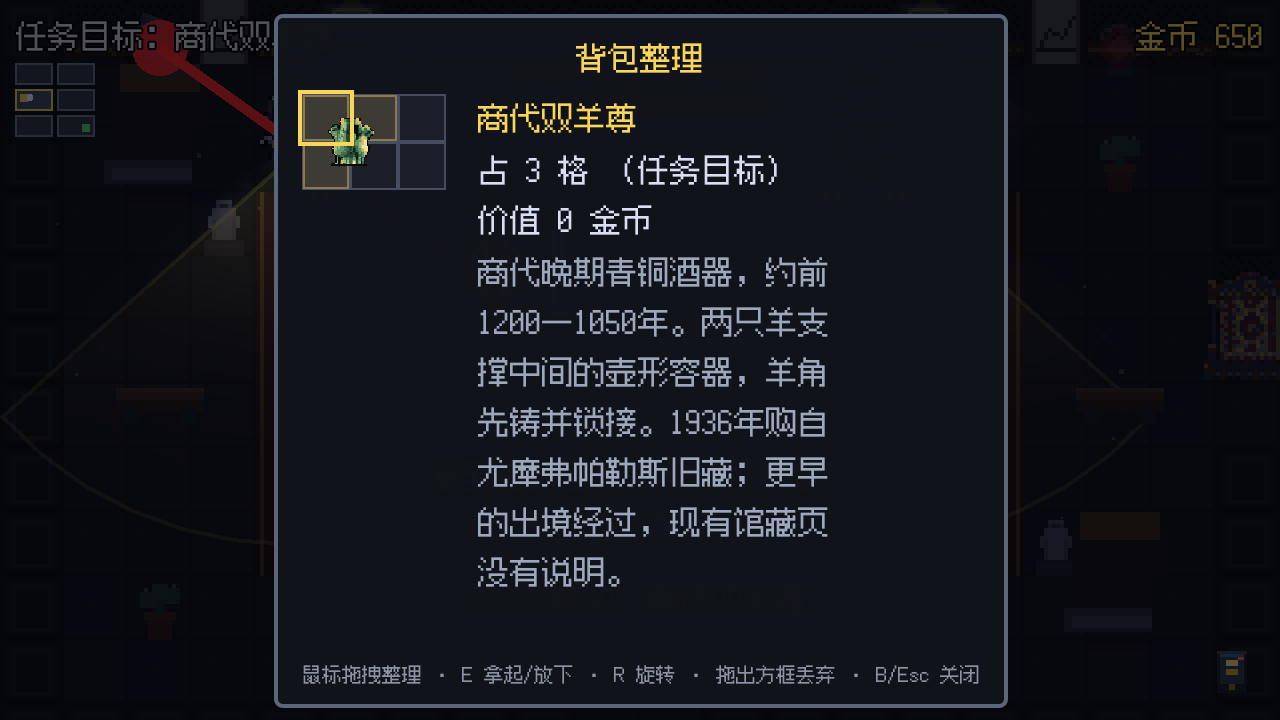 任务目标：商代双
金币 650
背包整理
商代双羊尊
占 3 格 （任务目标）
价值 0 金币
商代晚期青铜酒器，约前
1200—1050年。两只羊支
撑中间的壶形容器，羊角
先铸并锁接。1936年购自
尤摩弗帕勒斯旧藏；更早
的出境经过，现有馆藏页
没有说明。
鼠标拖拽整理 · E 拿起/放下 · R 旋转 · 拖出方框丢弃 · B/Esc 关闭